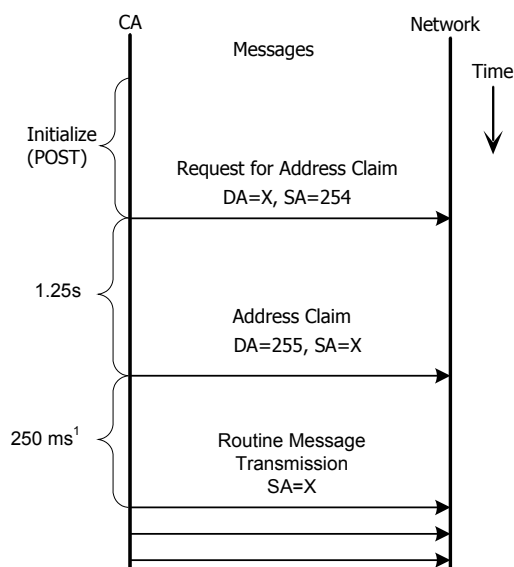 CA
Network
Messages
Time
Initialize
(POST)
Request for Address Claim
DA=X, SA=254
1.25s
Address Claim
DA=255, SA=X
250 ms¹
Routine Message
Transmission
SA=X